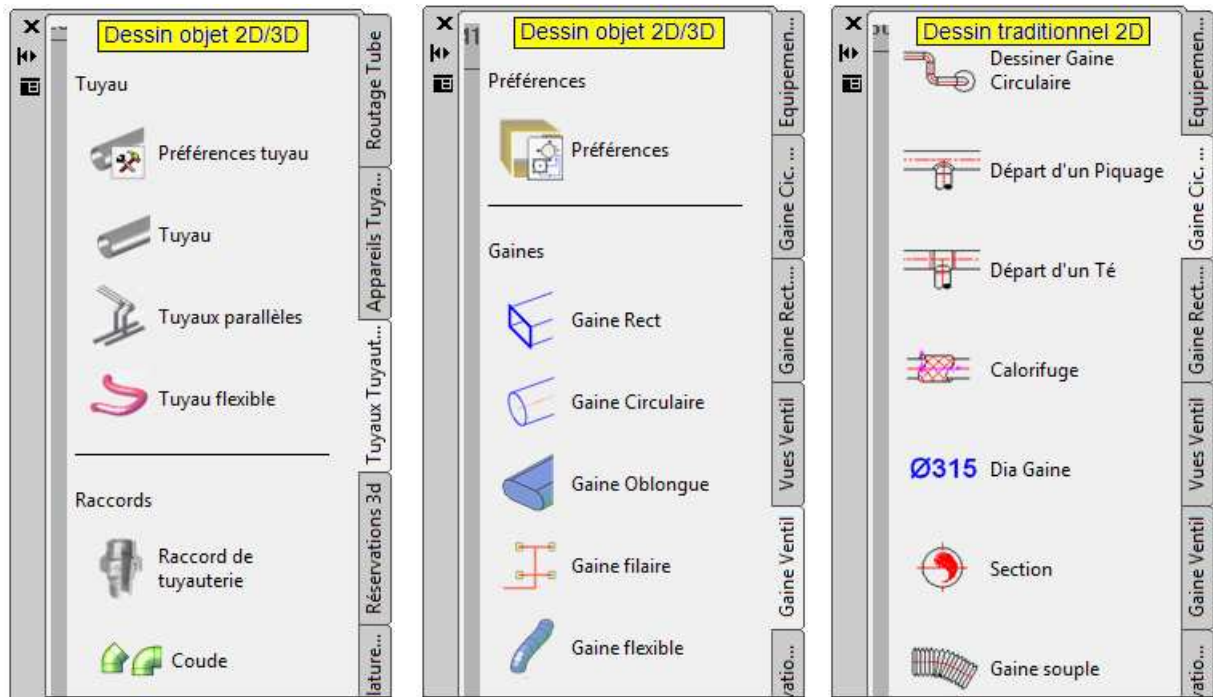 Dessin objet 2D/3D
Tuyau
Préférences tuyau
Tuyau
Tuyaux parallèles
Tuyau flexible
Raccords
Raccord de
tuyauterie
Coude
Routage Tube
Appareils Tuya...
Tuyaux Tuyaut...
Réservations 3d
lature...
Dessin objet 2D/3D
Préférences
Préférences
Gaines
Gaine Rect
Gaine Circulaire
Gaine Oblongue
Gaine filaire
Gaine flexible
Equipemen...
Gaine Cic. ...
Gaine Rect....
Vues Ventil
Gaine Ventil
vatio...
Dessin traditionnel 2D
Dessiner Gaine
Circulaire
Départ d'un Piquage
Départ d'un Té
Calorifuge
Ø315 Dia Gaine
Section
Gaine souple
Equipemen...
Gaine Cic. ...
Gaine Rect....
Vues Ventil
Gaine Ventil
vatio...